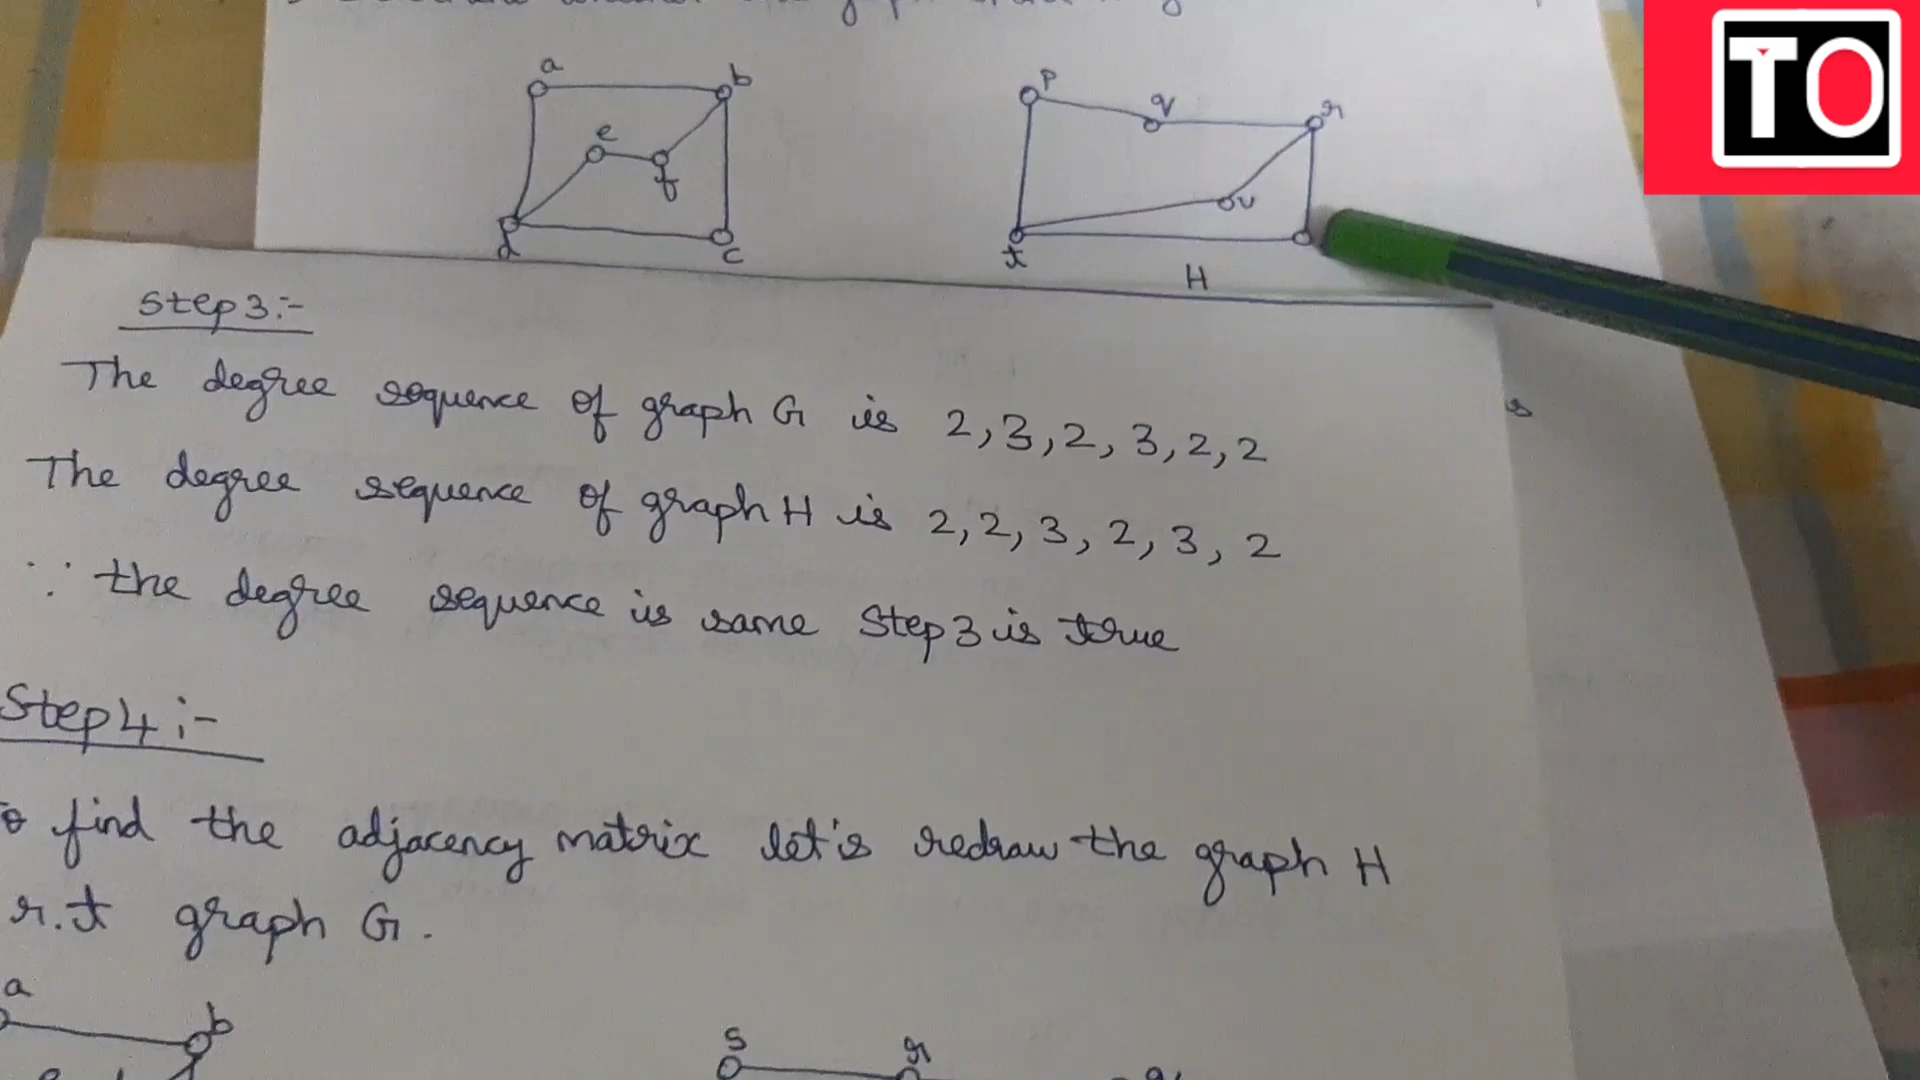 TO
a b
e
f
d c
p q r
v
t
H
Step 3:-
The degree sequence of graph G is 2,3,2,3,2,2
The degree sequence of graph H is 2,2,3,2,3,2
∵ the degree sequence is same Step 3 is true
Step 4:-
find the adjacency matrix let's redraw the graph H
r.t graph G.
a
b
s r